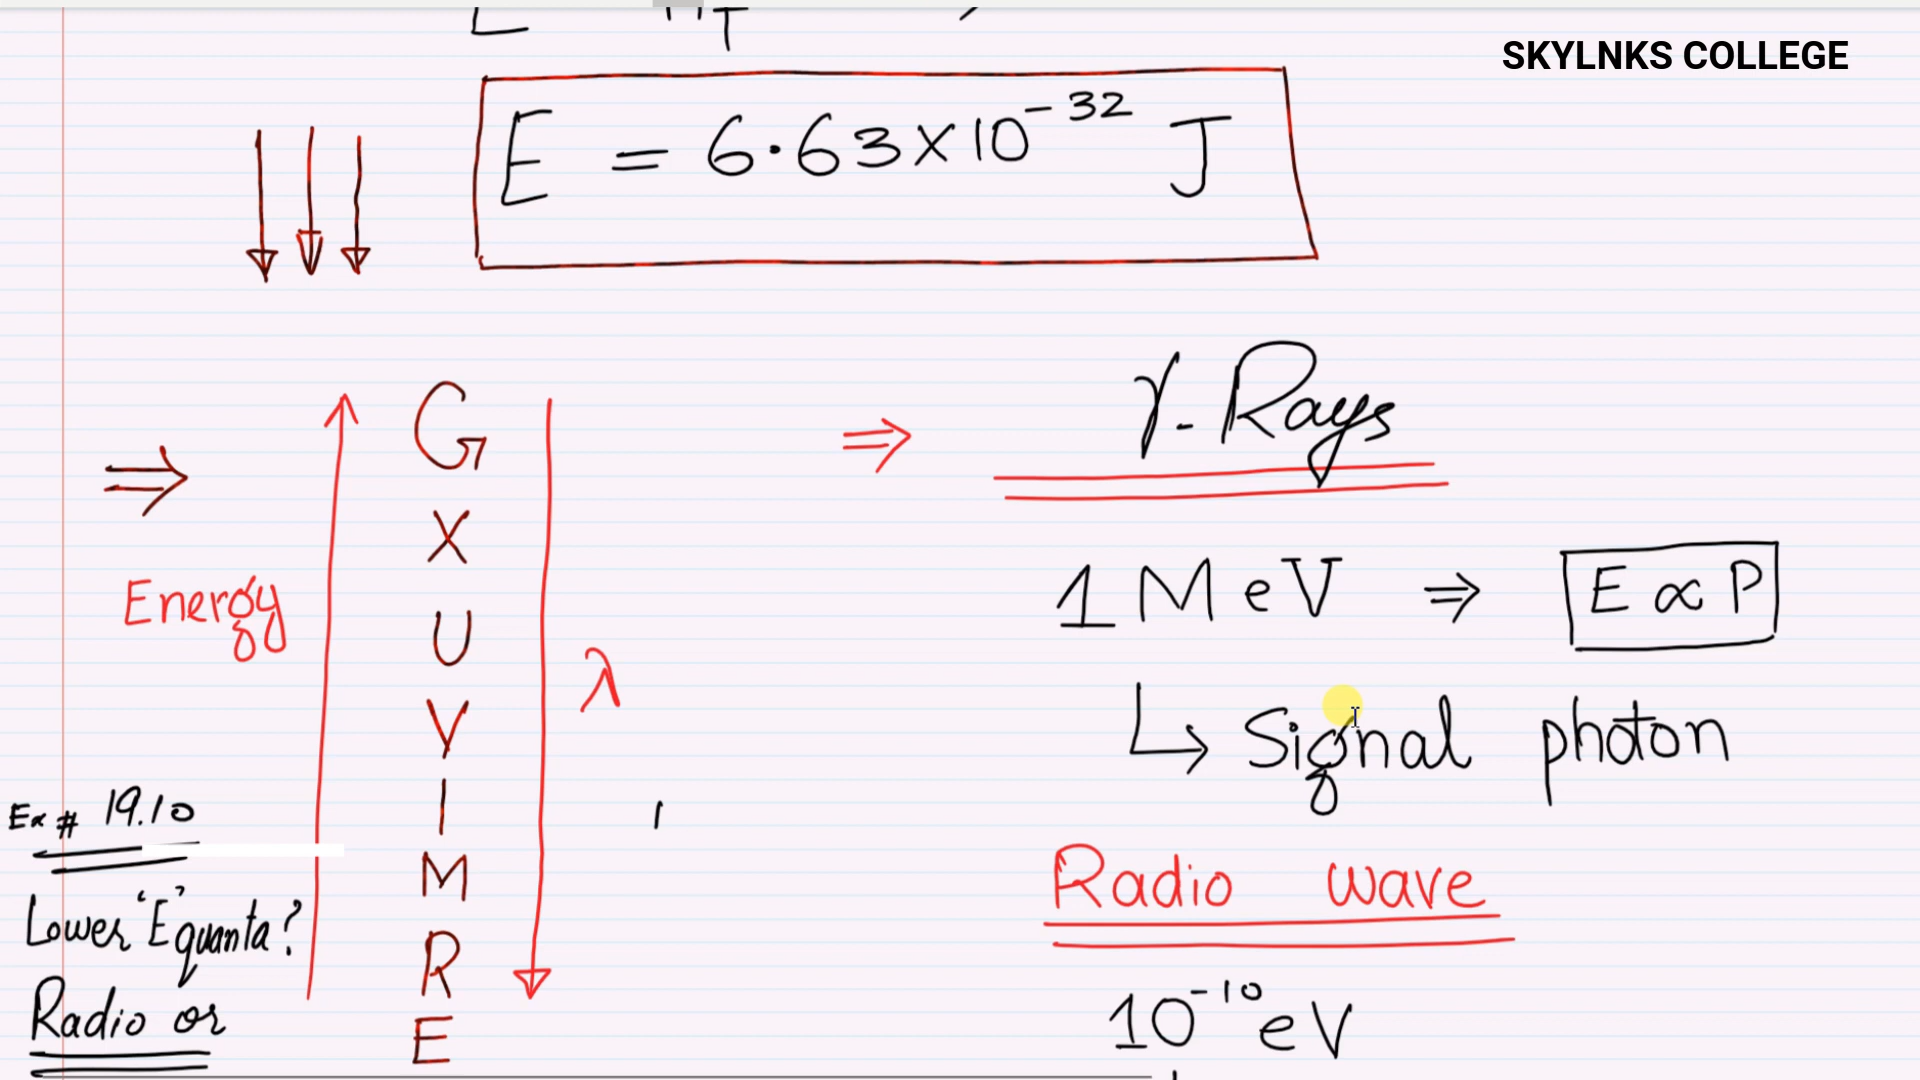 SKYLNKS COLLEGE
E = 6.63×10⁻³² J
γ-Rays
G
X
U
V
I
M
R
E
Energy
λ
1 MeV ⇒ E ∝ P
↳ Signal photon
Ex # 19.10
Lower "E" quanta?
Radio or
Radio wave
10⁻¹⁰ eV